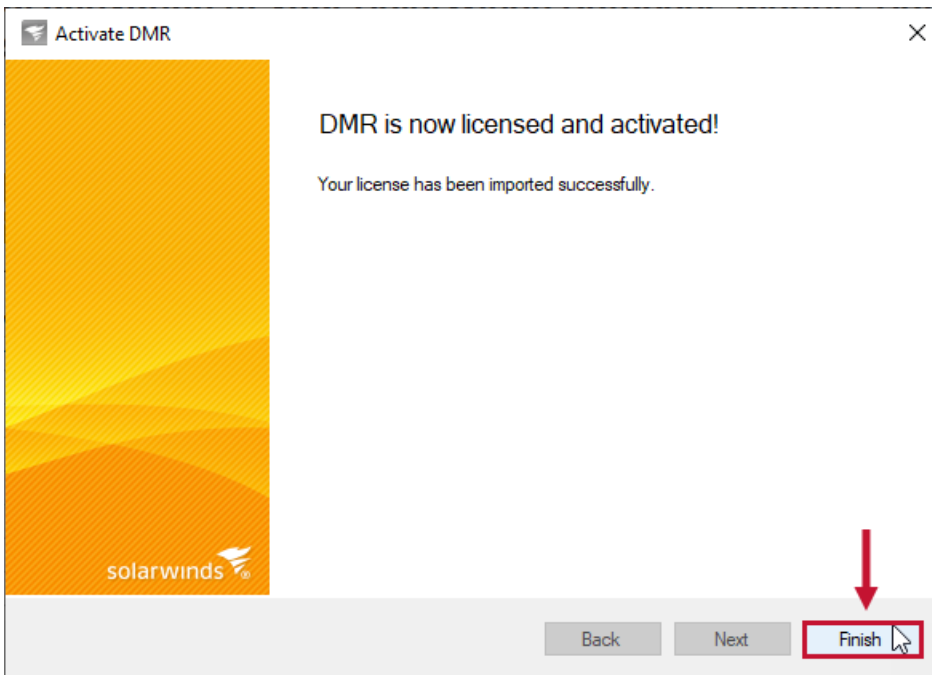 Activate DMR
DMR is now licensed and activated!
Your license has been imported successfully.
solarwinds
Back Next Finish